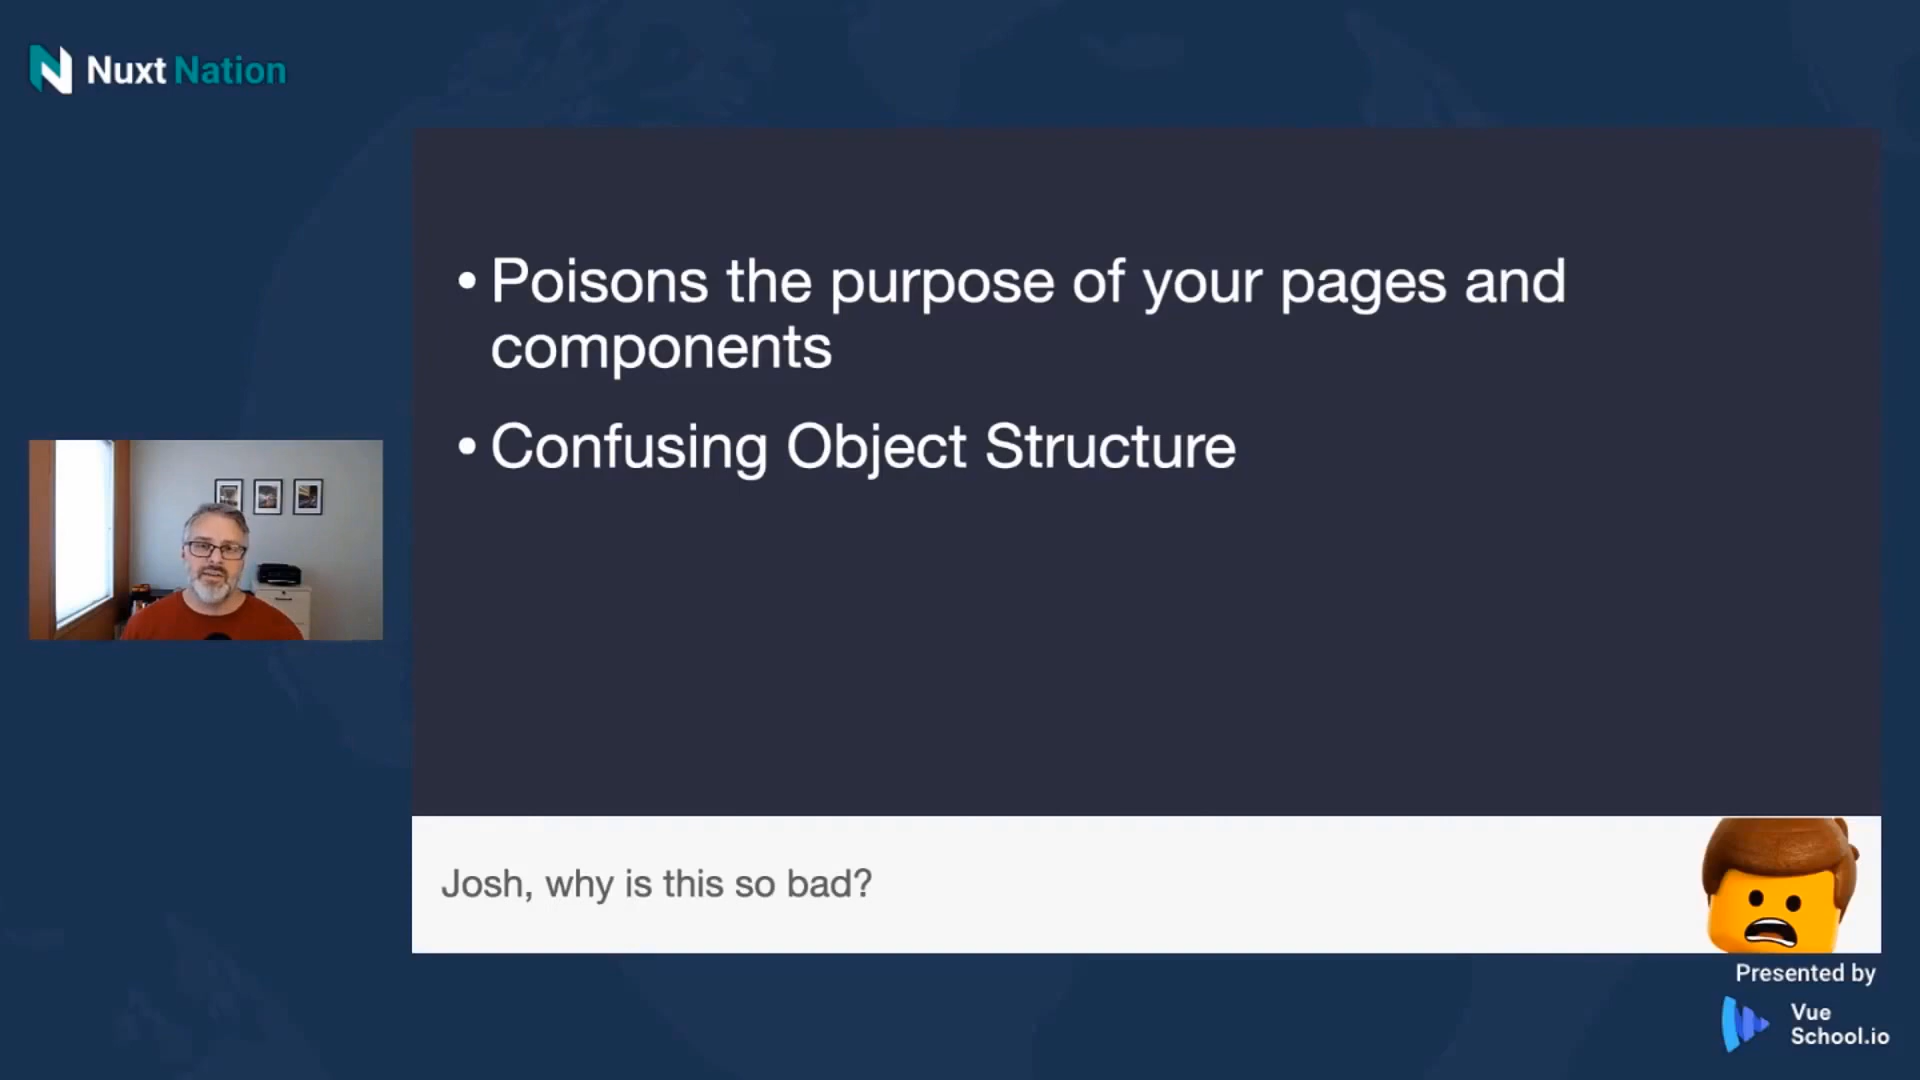 Nuxt Nation
• Poisons the purpose of your pages and
components
• Confusing Object Structure
Josh, why is this so bad?
Presented by
Vue
School.io